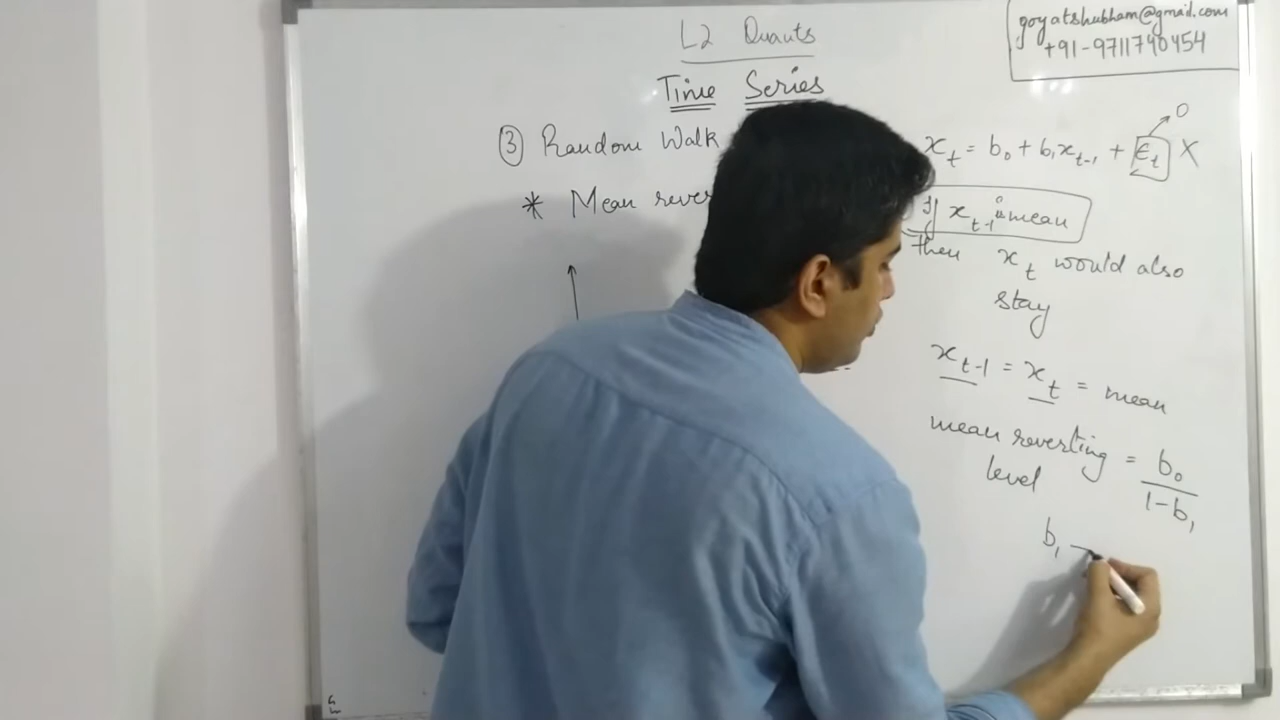 L2 Quants
Time Series
③ Random Walk
* Mean rever
goyatshubham@gmail.com
+91-9711740454
0
xₜ = b₀ + b₁xₜ₋₁ + εₜ X
If xₜ₋₁ is mean
then xₜ would also
stay
xₜ₋₁ = xₜ = mean
mean reverting level = b₀/(1-b₁)
b₁ –